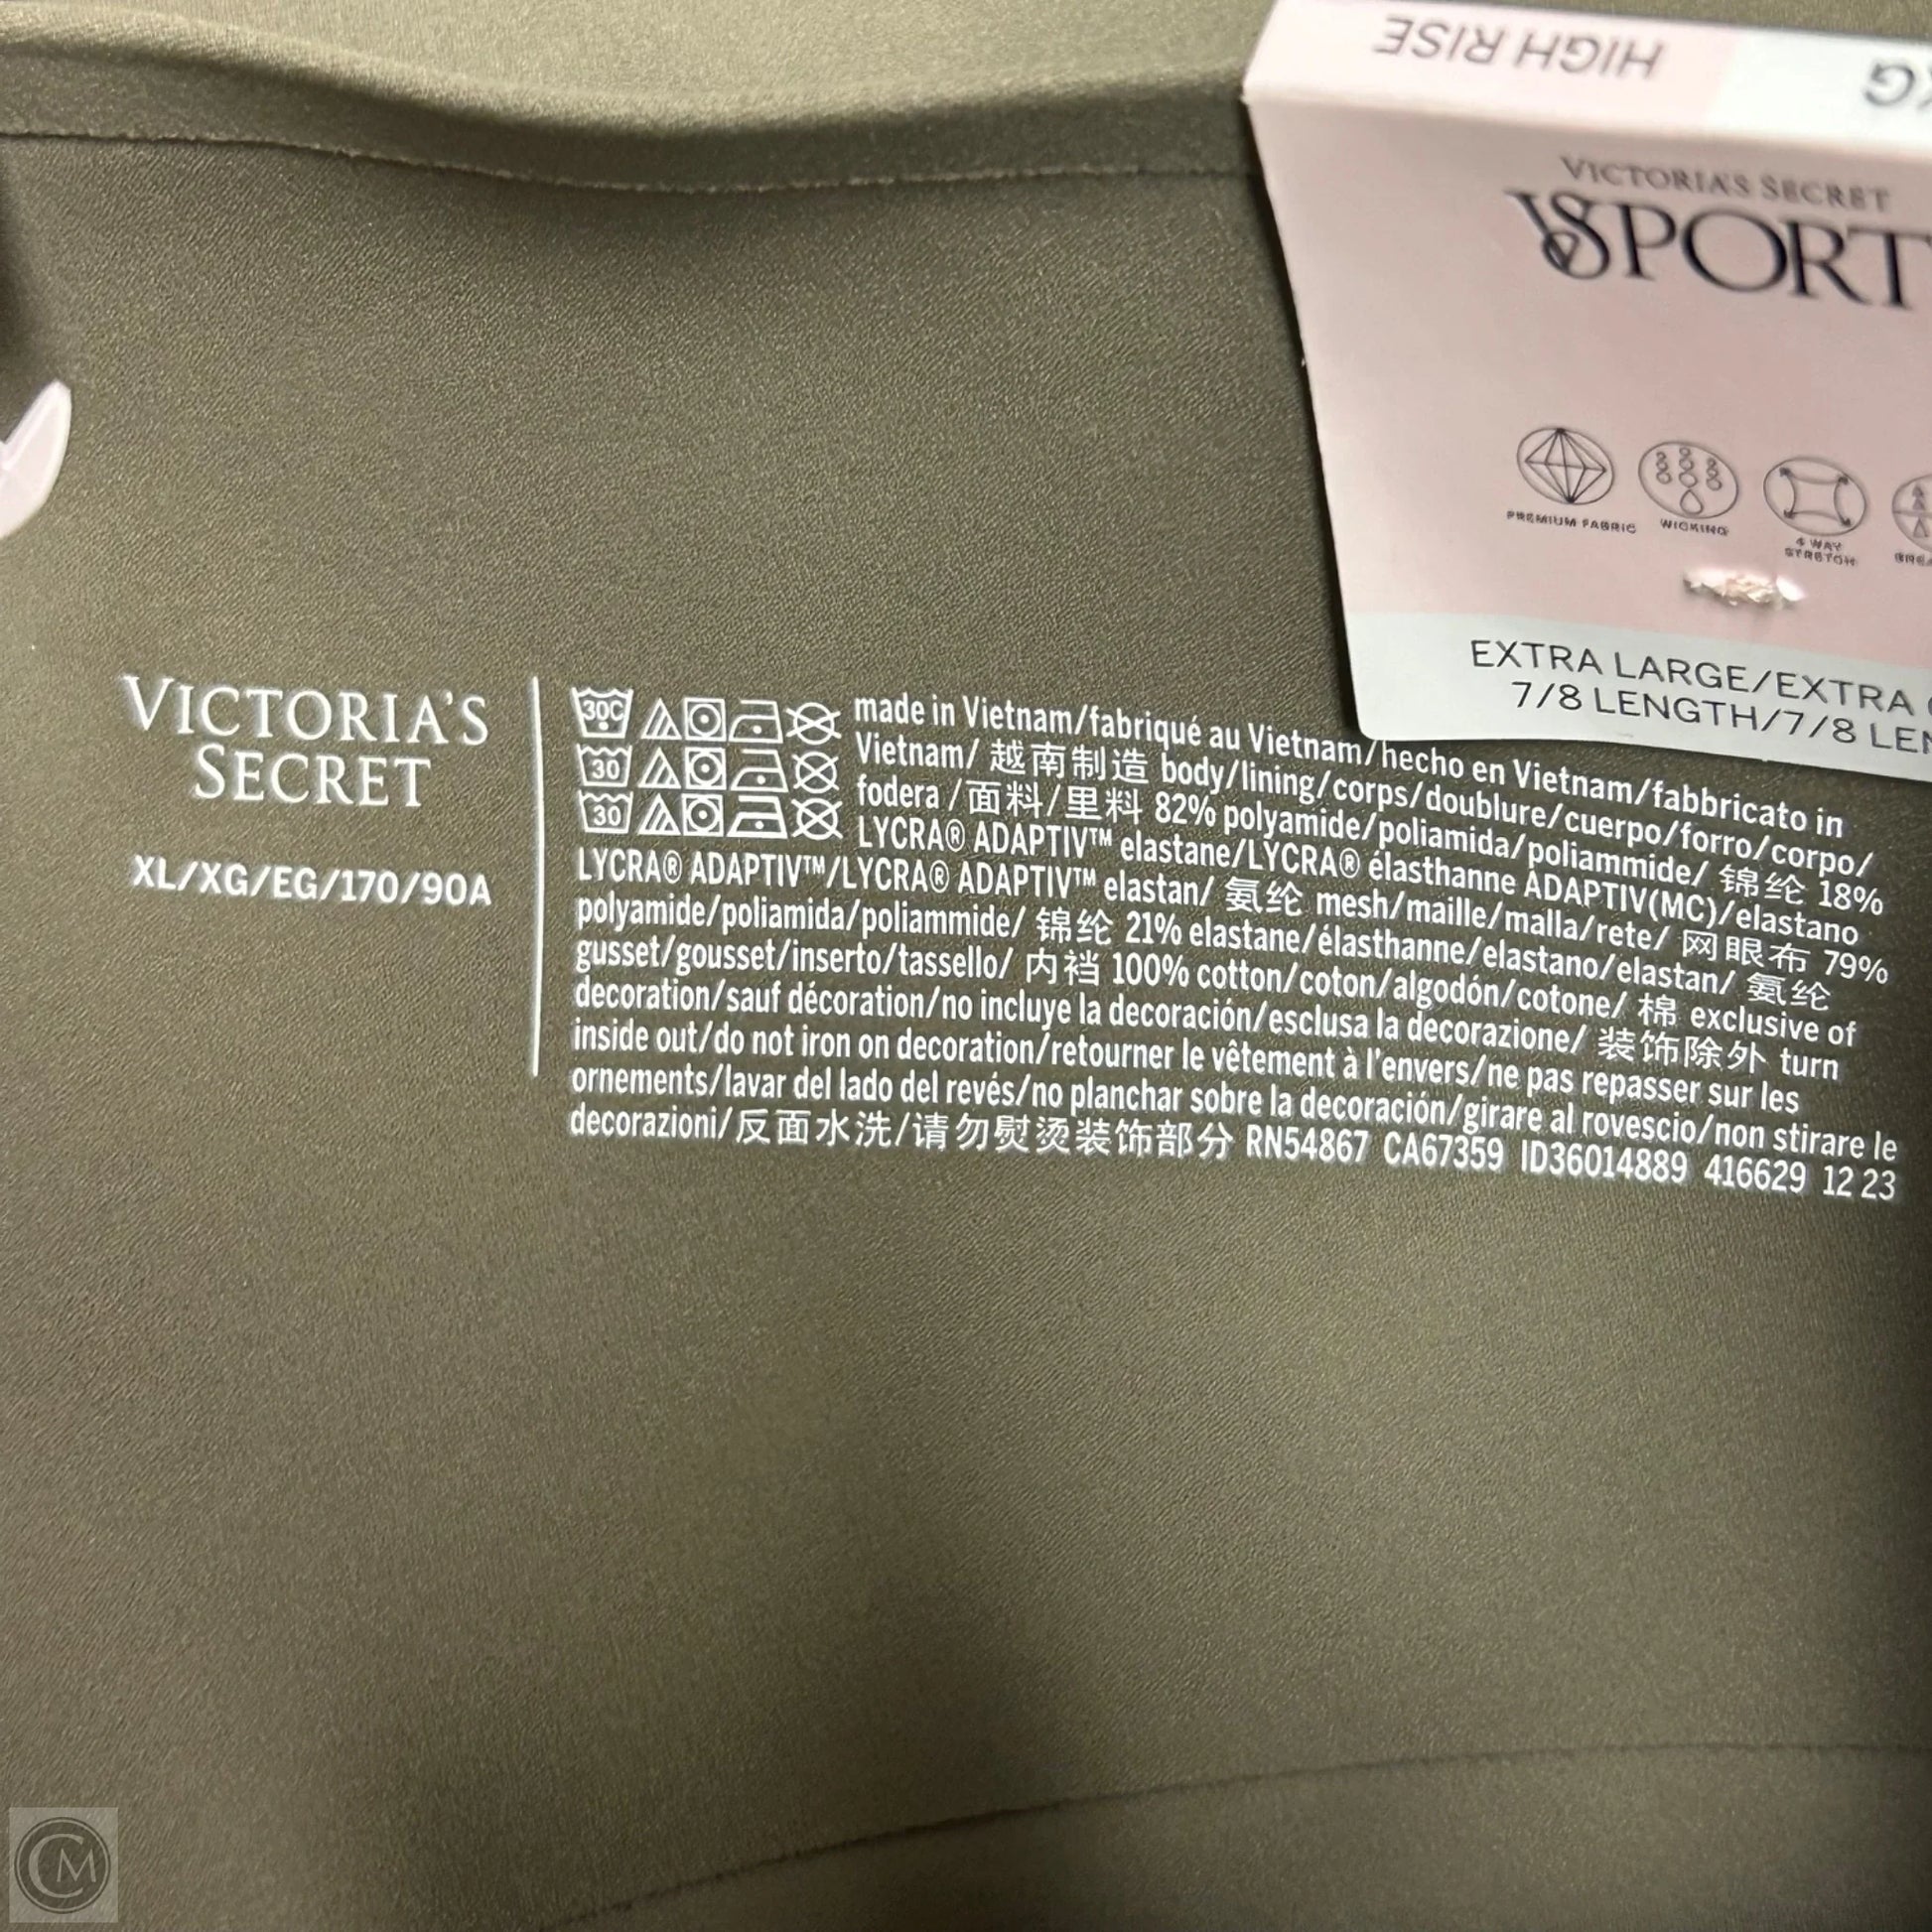 HIGH RISE
VICTORIA'S SECRET
VSPORT
PREMIUM FABRIC
WICKING
4 WAY
STRETCH
EXTRA LARGE/EXTRA
7/8 LENGTH/7/8
VICTORIA'S
SECRET
XL/XG/EG/170/90A
30C
30
30
made in Vietnam/fabriqué au Vietnam/hecho en Vietnam/fabbricato in
Vietnam/ 越南制造 body/lining/corps/doublure/cuerpo/forro/corpo/
fodera /面料/里料 82% polyamide/poliamida/poliammide/ 锦纶 18%
LYCRA® ADAPTIV™ elastane/LYCRA® élasthanne ADAPTIV(MC)/elastano
LYCRA® ADAPTIV™/LYCRA® ADAPTIV™ elastan/ 氨纶 mesh/maille/malla/rete/ 网眼布 79%
polyamide/poliamida/poliammide/ 锦纶 21% elastane/élasthanne/elastano/elastan/ 氨纶
gusset/gousset/inserto/tassello/ 内裆 100% cotton/coton/algodón/cotone/ 棉 exclusive of
decoration/sauf décoration/no incluye la decoración/esclusa la decorazione/ 装饰除外 turn
inside out/do not iron on decoration/retourner le vêtement à l'envers/ne pas repasser sur les
ornements/lavar del lado del revés/no planchar sobre la decoración/girare al rovescio/non stirare le
decorazioni/反面水洗/请勿熨烫装饰部分 RN54867 CA67359 ID36014889 416629 12 23
CM